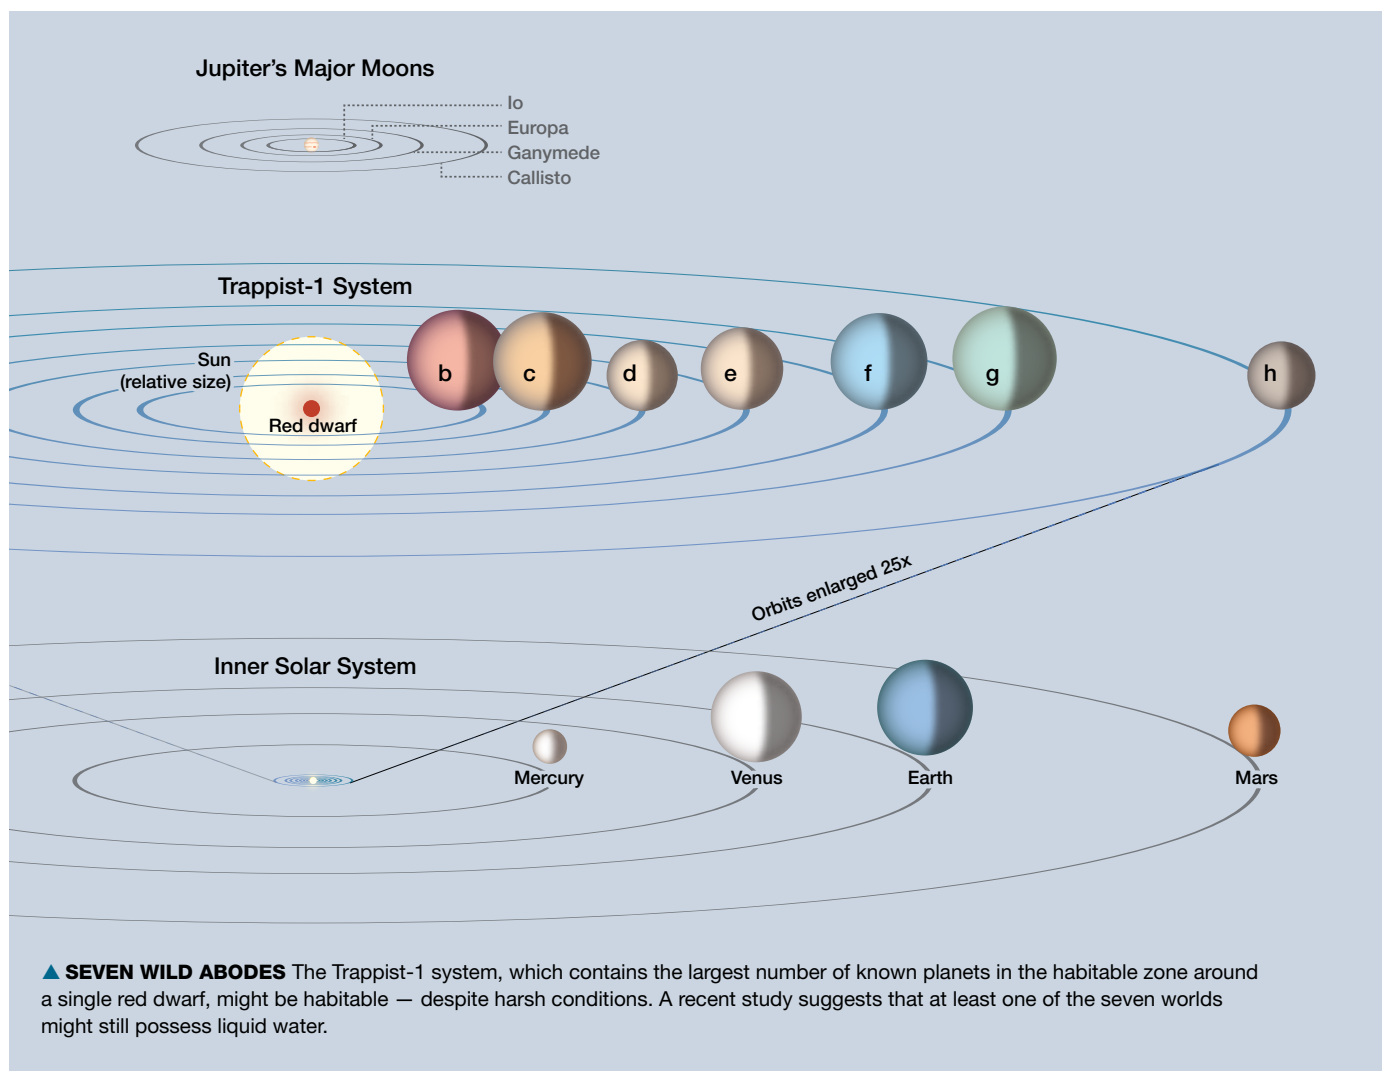 Jupiter’s Major Moons
Io
Europa
Ganymede
Callisto
Trappist-1 System
Sun
(relative size)
Red dwarf
b
c
d
e
f
g
h
Orbits enlarged 25x
Inner Solar System
Mercury
Venus
Earth
Mars
▲ SEVEN WILD ABODES The Trappist-1 system, which contains the largest number of known planets in the habitable zone around
a single red dwarf, might be habitable — despite harsh conditions. A recent study suggests that at least one of the seven worlds
might still possess liquid water.